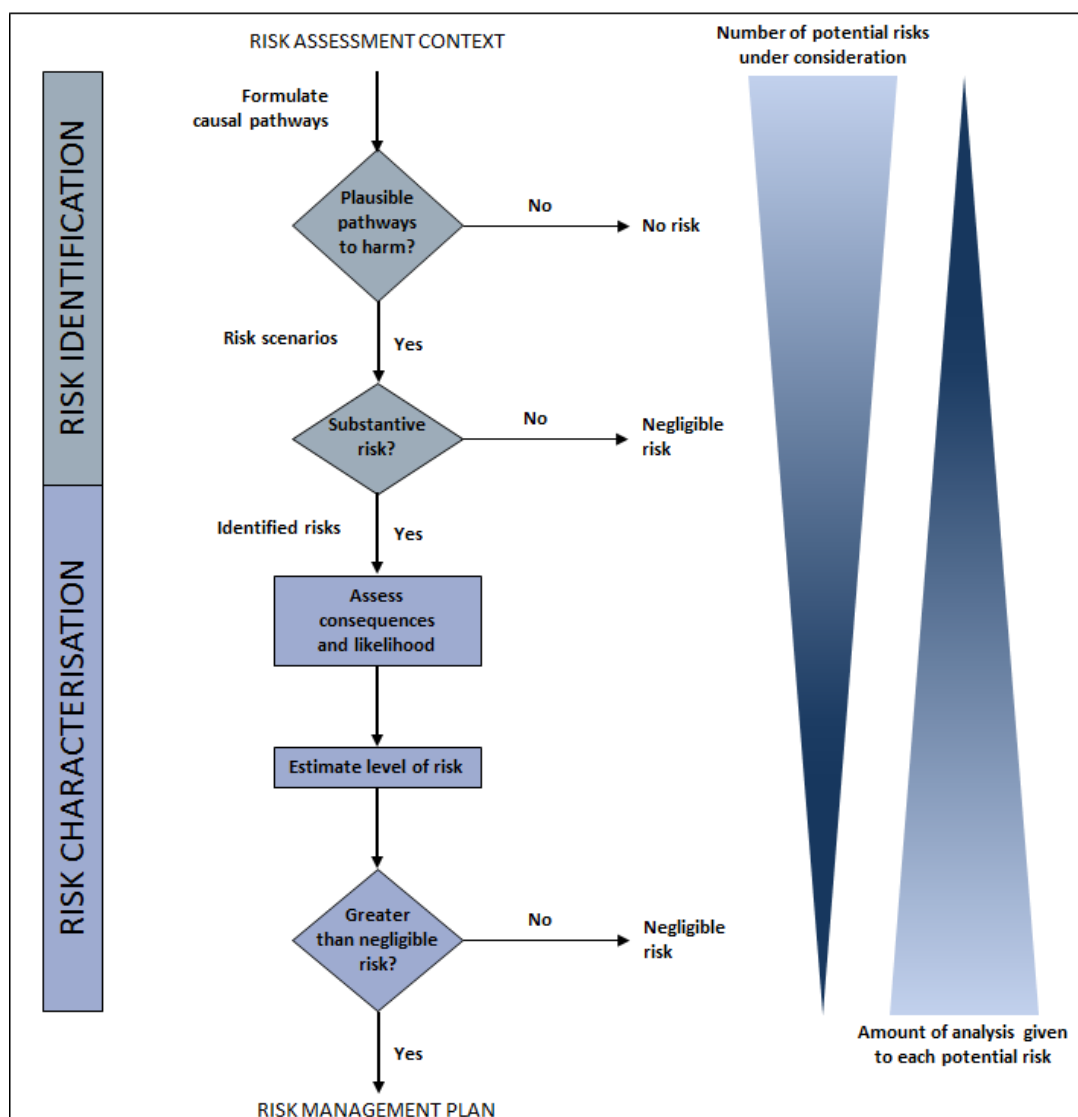 RISK ASSESSMENT CONTEXT
Number of potential risks
under consideration
RISK IDENTIFICATION
Formulate
causal pathways
Plausible
pathways
to harm?
No
No risk
Risk scenarios
Yes
Substantive
risk?
No
Negligible
risk
RISK CHARACTERISATION
Identified risks
Yes
Assess
consequences
and likelihood
Estimate level of risk
Greater
than negligible
risk?
No
Negligible
risk
Yes
Amount of analysis given
to each potential risk
RISK MANAGEMENT PLAN